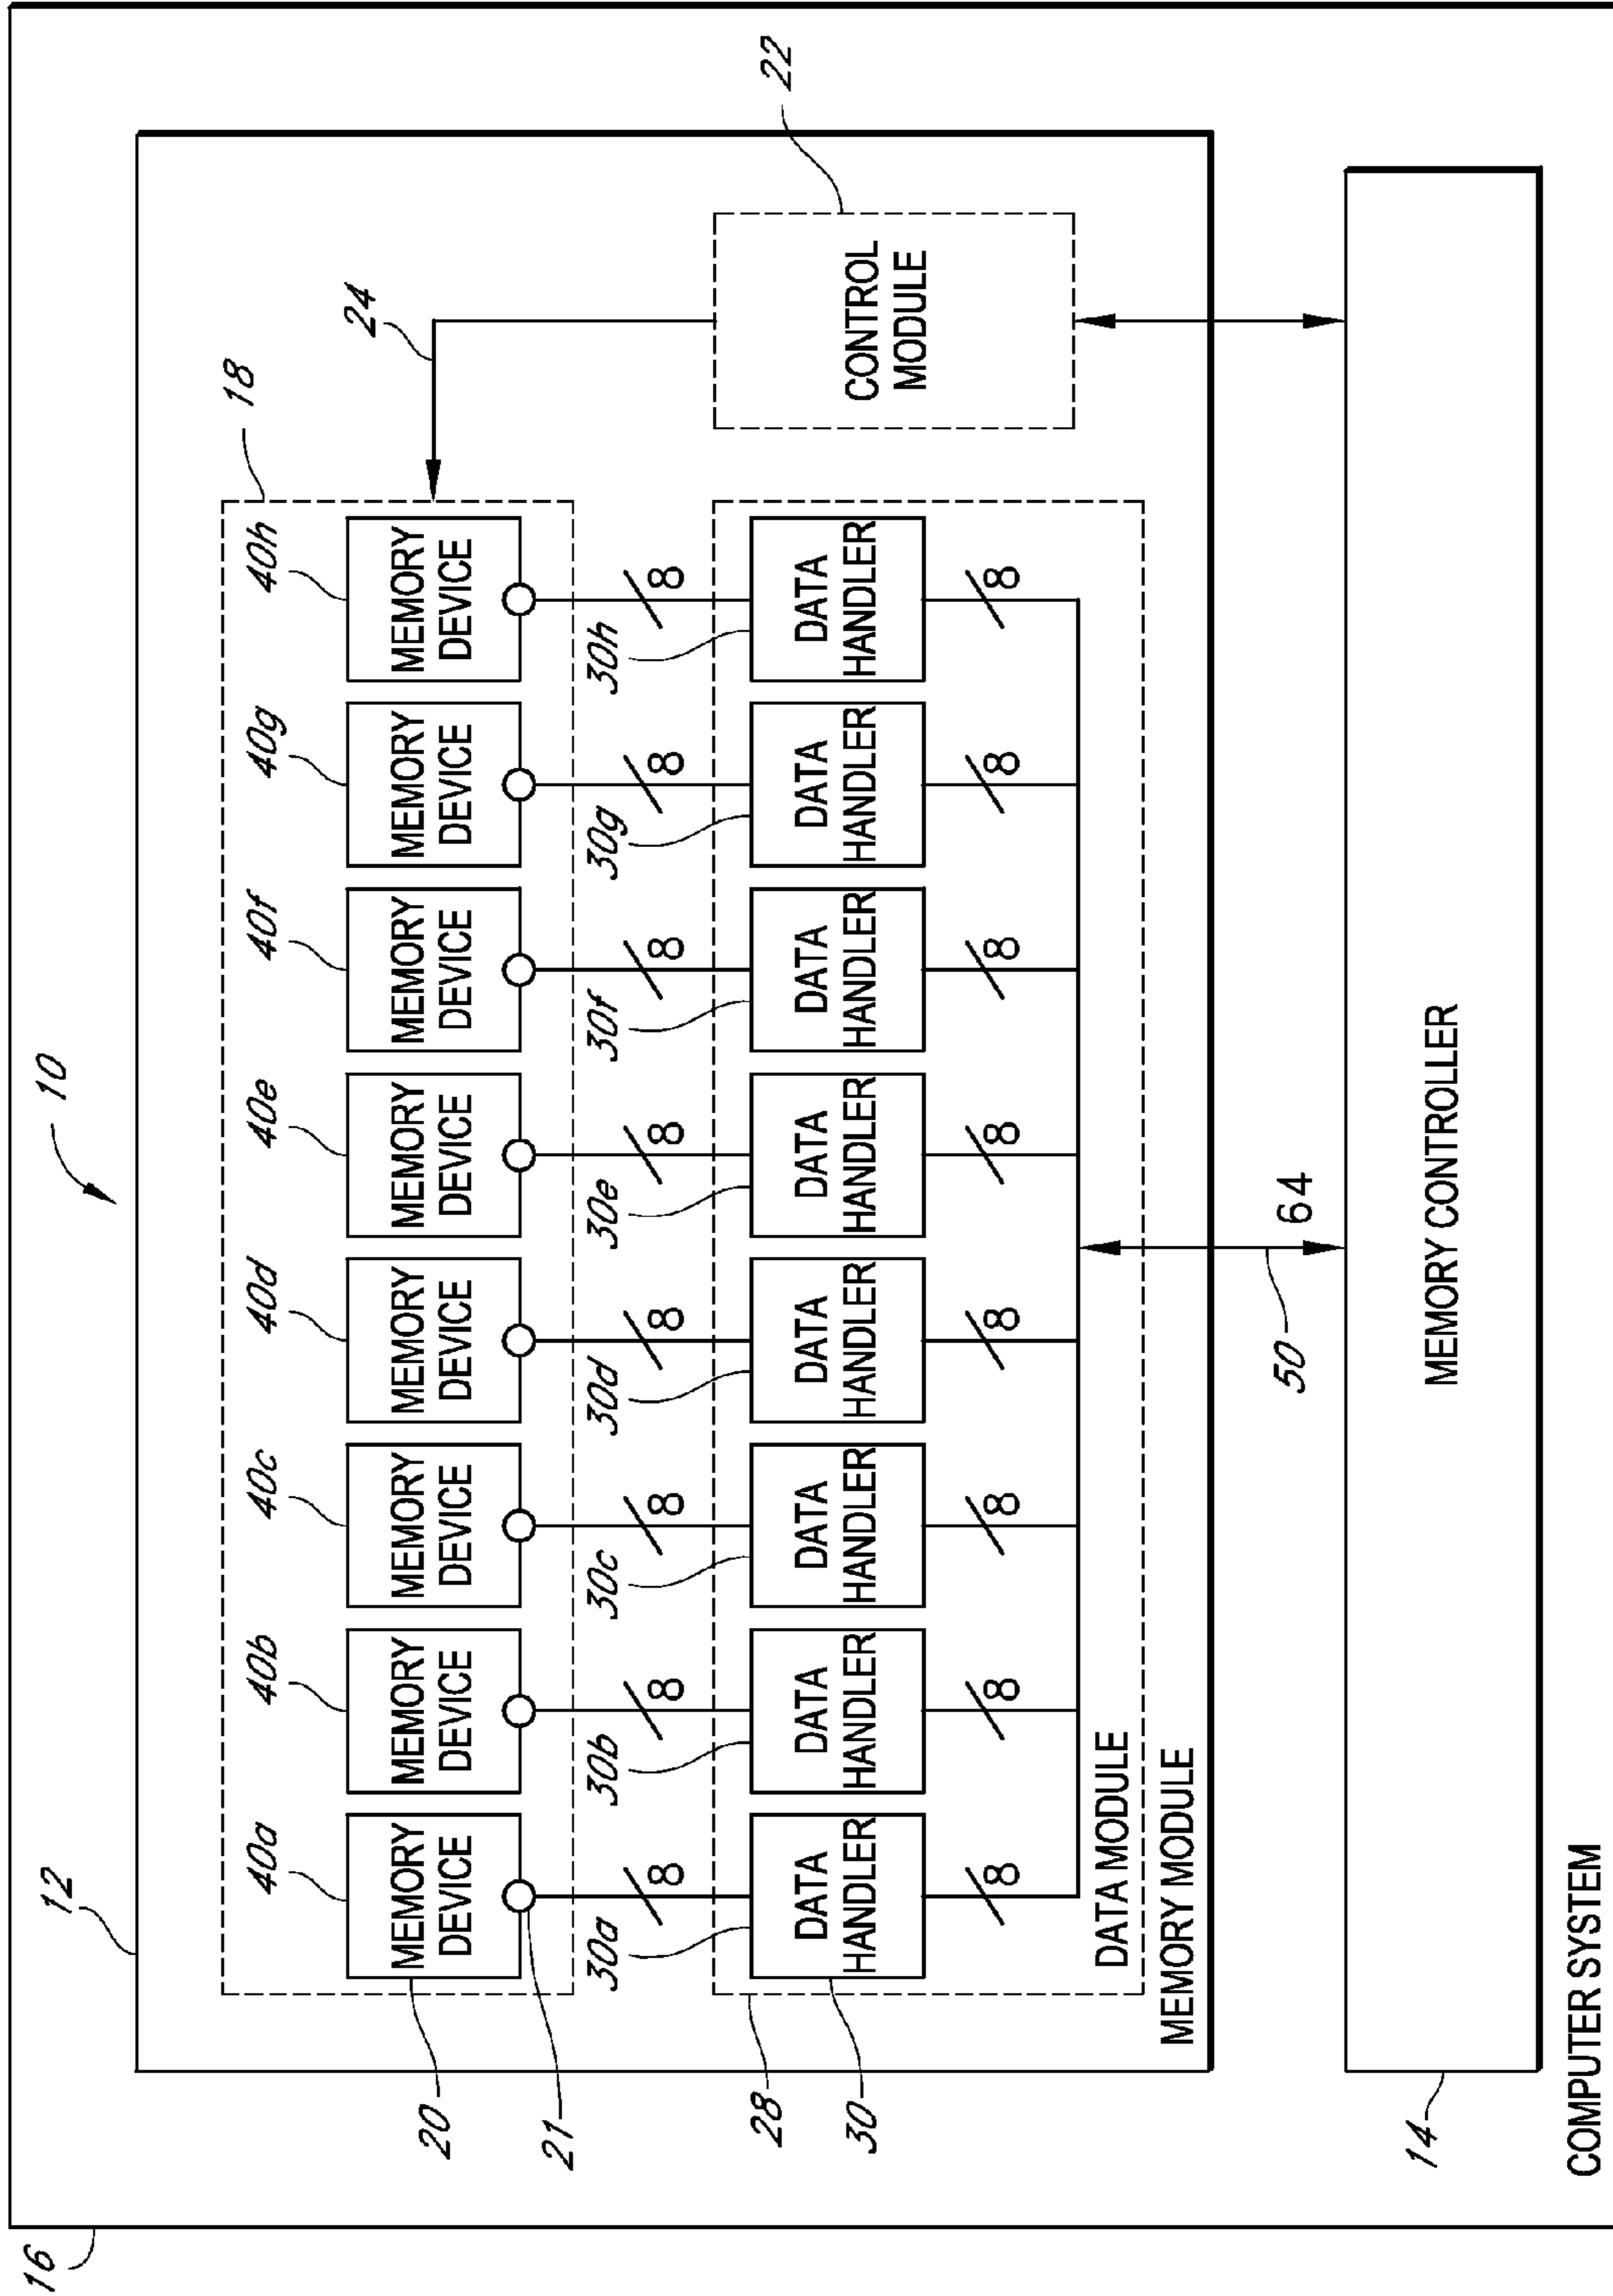 16
12
10
18
24
22
40a
40b
40c
40d
40e
40f
40g
40h
MEMORY
DEVICE
MEMORY
DEVICE
MEMORY
DEVICE
MEMORY
DEVICE
MEMORY
DEVICE
MEMORY
DEVICE
MEMORY
DEVICE
MEMORY
DEVICE
20
21
8
8
8
8
8
8
8
8
30a
30b
30c
30d
30e
30f
30g
30h
DATA
HANDLER
DATA
HANDLER
DATA
HANDLER
DATA
HANDLER
DATA
HANDLER
DATA
HANDLER
DATA
HANDLER
DATA
HANDLER
CONTROL
MODULE
28
30
8
8
8
8
8
8
8
8
DATA MODULE
MEMORY MODULE
50
64
14
MEMORY CONTROLLER
COMPUTER SYSTEM